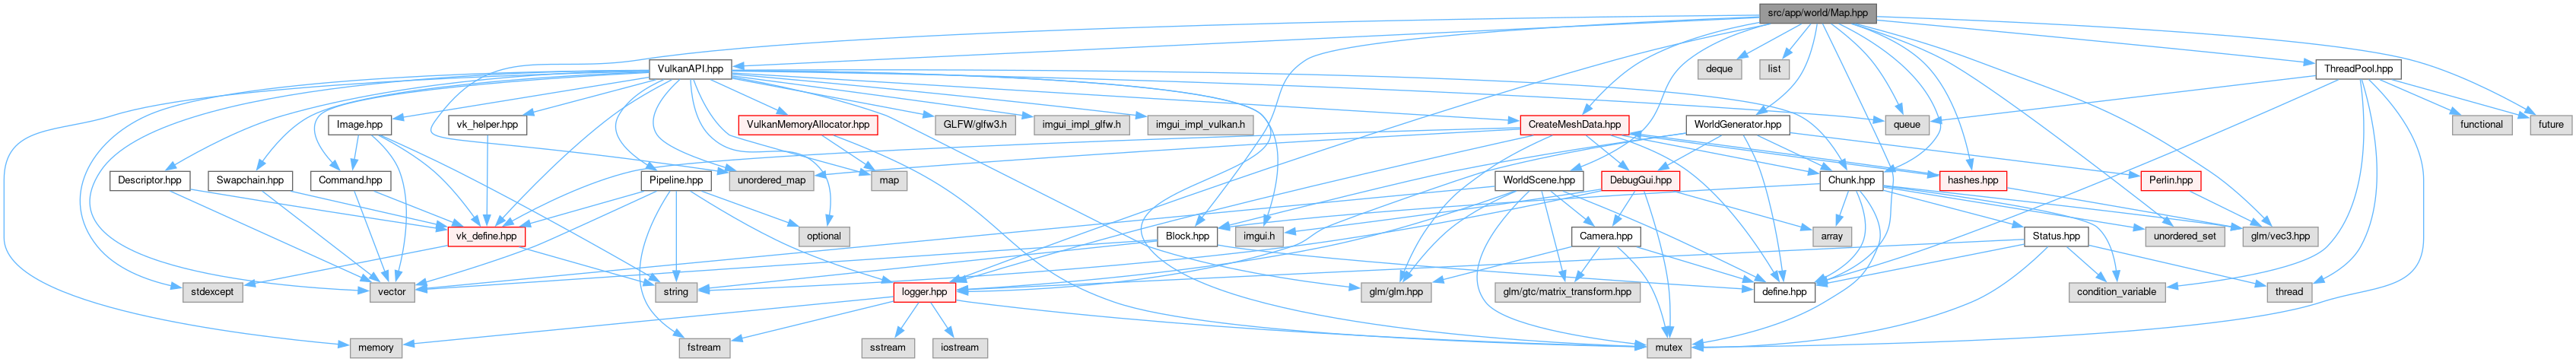 src/app/world/Map.hpp
VulkanAPI.hpp
deque
list
ThreadPool.hpp
Image.hpp
vk_helper.hpp
VulkanMemoryAllocator.hpp
GLFW/glfw3.h
imgui_impl_glfw.h
imgui_impl_vulkan.h
CreateMeshData.hpp
queue
WorldGenerator.hpp
functional
future
Descriptor.hpp
Swapchain.hpp
Command.hpp
Pipeline.hpp
unordered_map
map
WorldScene.hpp
DebugGui.hpp
Chunk.hpp
hashes.hpp
Perlin.hpp
vk_define.hpp
optional
Block.hpp
imgui.h
Camera.hpp
array
Status.hpp
unordered_set
glm/vec3.hpp
stdexcept
vector
string
logger.hpp
glm/glm.hpp
glm/gtc/matrix_transform.hpp
define.hpp
condition_variable
thread
memory
fstream
sstream
iostream
mutex